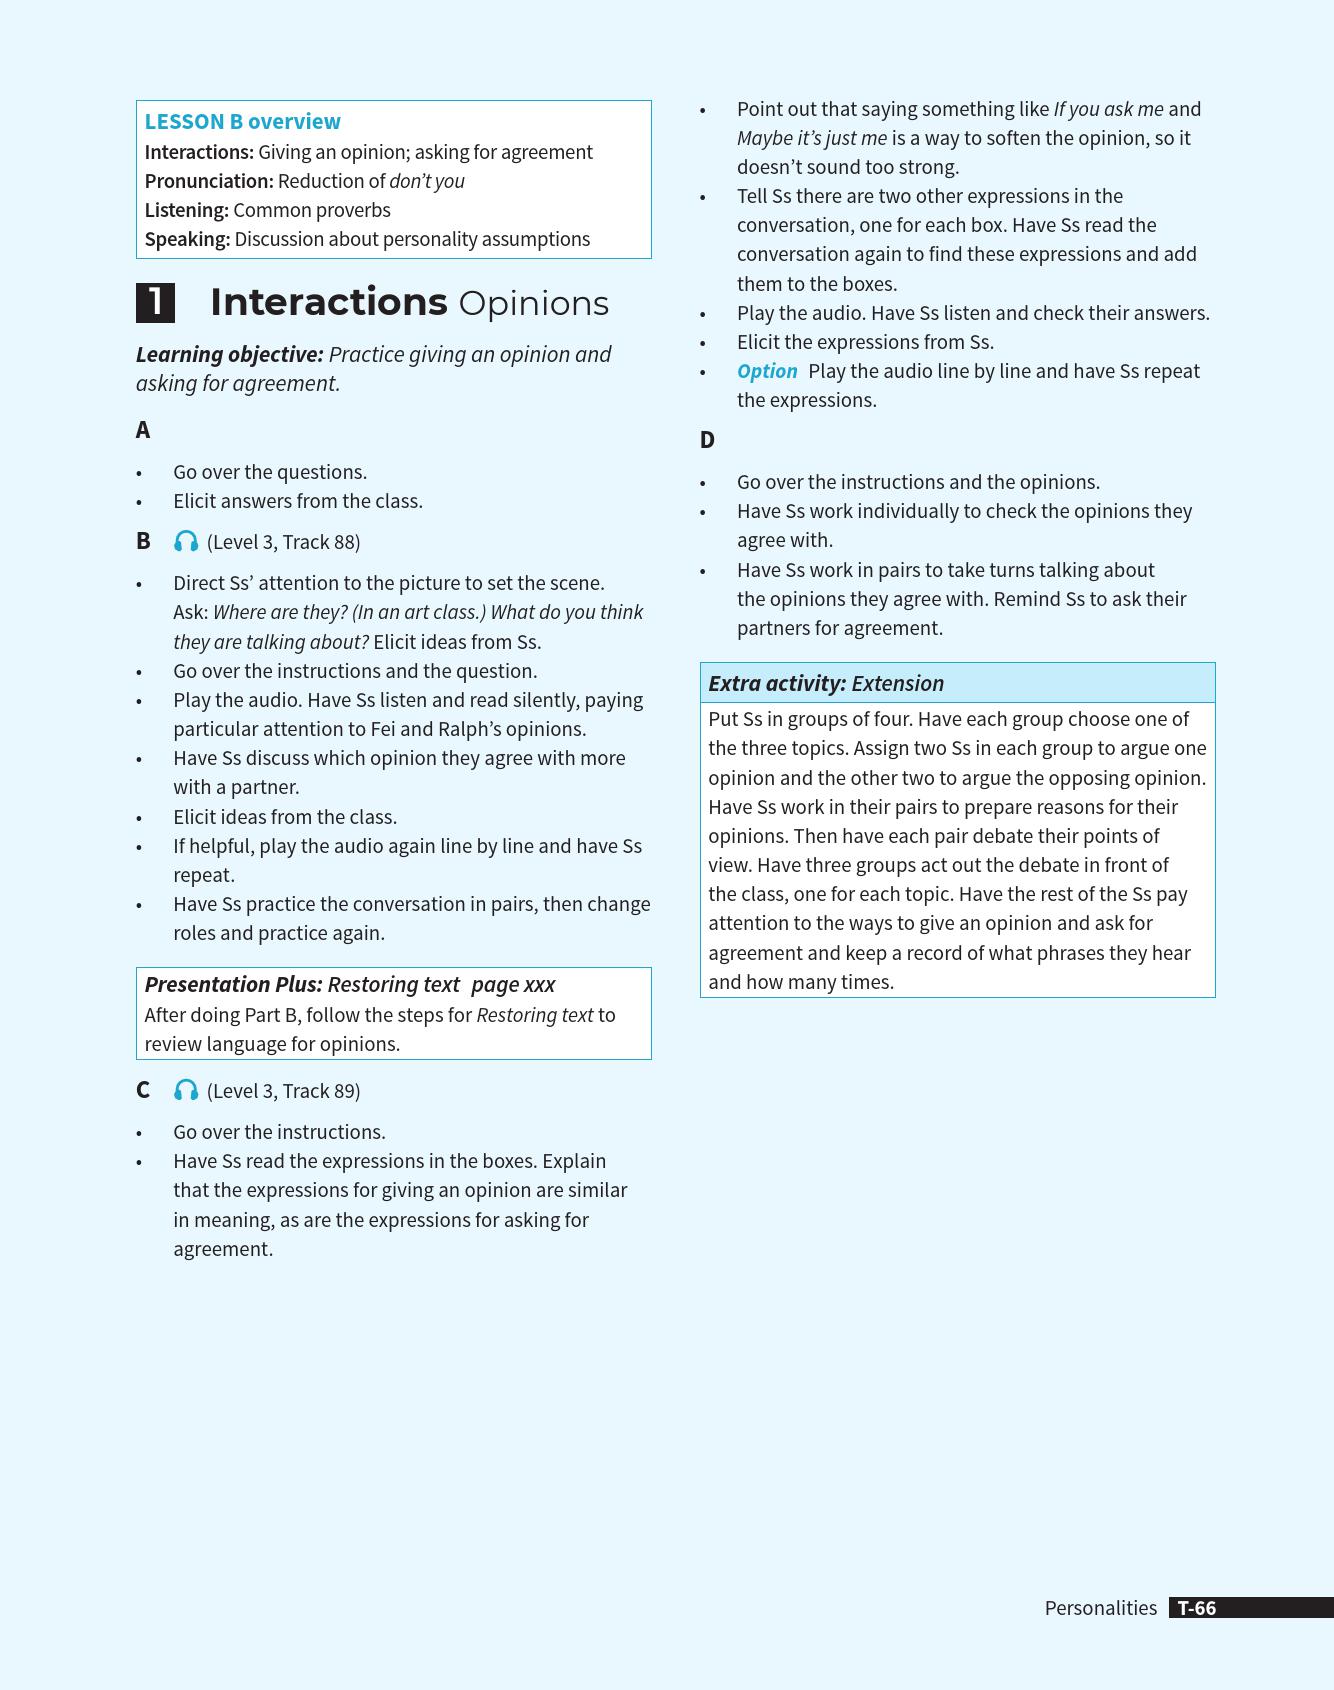 LESSON B overview
Interactions: Giving an opinion; asking for agreement
Pronunciation: Reduction of don’t you
Listening: Common proverbs
Speaking: Discussion about personality assumptions
1 Interactions Opinions
Learning objective: Practice giving an opinion and
asking for agreement.
A
• Go over the questions.
• Elicit answers from the class.
B (Level 3, Track 88)
• Direct Ss’ attention to the picture to set the scene.
Ask: Where are they? (In an art class.) What do you think
they are talking about? Elicit ideas from Ss.
• Go over the instructions and the question.
• Play the audio. Have Ss listen and read silently, paying
particular attention to Fei and Ralph’s opinions.
• Have Ss discuss which opinion they agree with more
with a partner.
• Elicit ideas from the class.
• If helpful, play the audio again line by line and have Ss
repeat.
• Have Ss practice the conversation in pairs, then change
roles and practice again.
Presentation Plus: Restoring text page xxx
After doing Part B, follow the steps for Restoring text to
review language for opinions.
C (Level 3, Track 89)
• Go over the instructions.
• Have Ss read the expressions in the boxes. Explain
that the expressions for giving an opinion are similar
in meaning, as are the expressions for asking for
agreement.
• Point out that saying something like If you ask me and
Maybe it’s just me is a way to soften the opinion, so it
doesn’t sound too strong.
• Tell Ss there are two other expressions in the
conversation, one for each box. Have Ss read the
conversation again to find these expressions and add
them to the boxes.
• Play the audio. Have Ss listen and check their answers.
• Elicit the expressions from Ss.
• Option Play the audio line by line and have Ss repeat
the expressions.
D
• Go over the instructions and the opinions.
• Have Ss work individually to check the opinions they
agree with.
• Have Ss work in pairs to take turns talking about
the opinions they agree with. Remind Ss to ask their
partners for agreement.
Extra activity: Extension
Put Ss in groups of four. Have each group choose one of
the three topics. Assign two Ss in each group to argue one
opinion and the other two to argue the opposing opinion.
Have Ss work in their pairs to prepare reasons for their
opinions. Then have each pair debate their points of
view. Have three groups act out the debate in front of
the class, one for each topic. Have the rest of the Ss pay
attention to the ways to give an opinion and ask for
agreement and keep a record of what phrases they hear
and how many times.
Personalities T-66